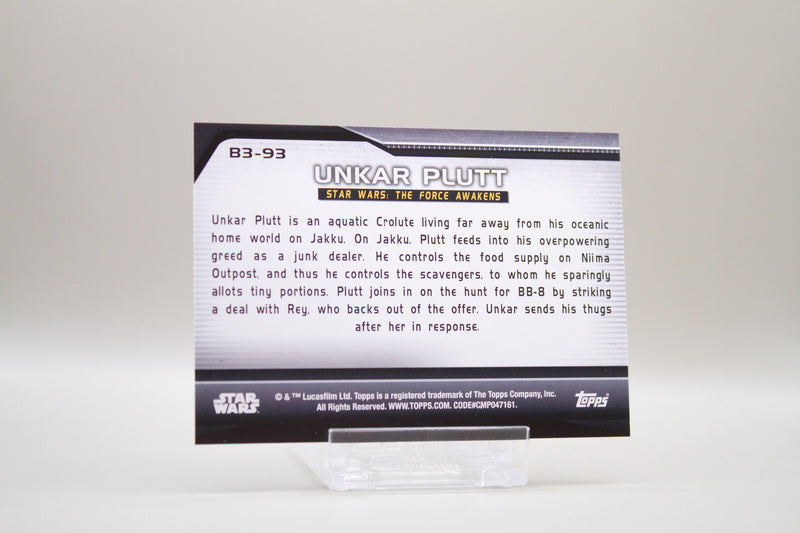 B3-93
UNKAR PLUTT
STAR WARS: THE FORCE AWAKENS
Unkar Plutt is an aquatic Crolute living far away from his oceanic
home world on Jakku. On Jakku, Plutt feeds into his overpowering
greed as a junk dealer. He controls the food supply on Niima
Outpost, and thus he controls the scavengers, to whom he sparingly
allots tiny portions. Plutt joins in on the hunt for BB-8 by striking
a deal with Rey, who backs out of the offer. Unkar sends his thugs
after her in response.
STAR
WARS
© & ™ Lucasfilm Ltd. Topps is a registered trademark of The Topps Company, Inc.
All Rights Reserved. WWW.TOPPS.COM. CODE#CMP047161.
Topps